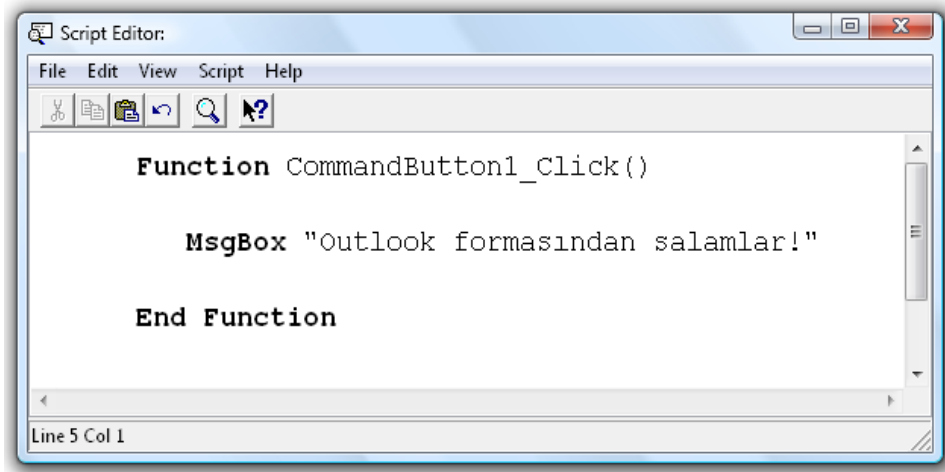 Script Editor:
File Edit View Script Help
Function CommandButton1_Click()
MsgBox "Outlook formasından salamlar!"
End Function
Line 5 Col 1